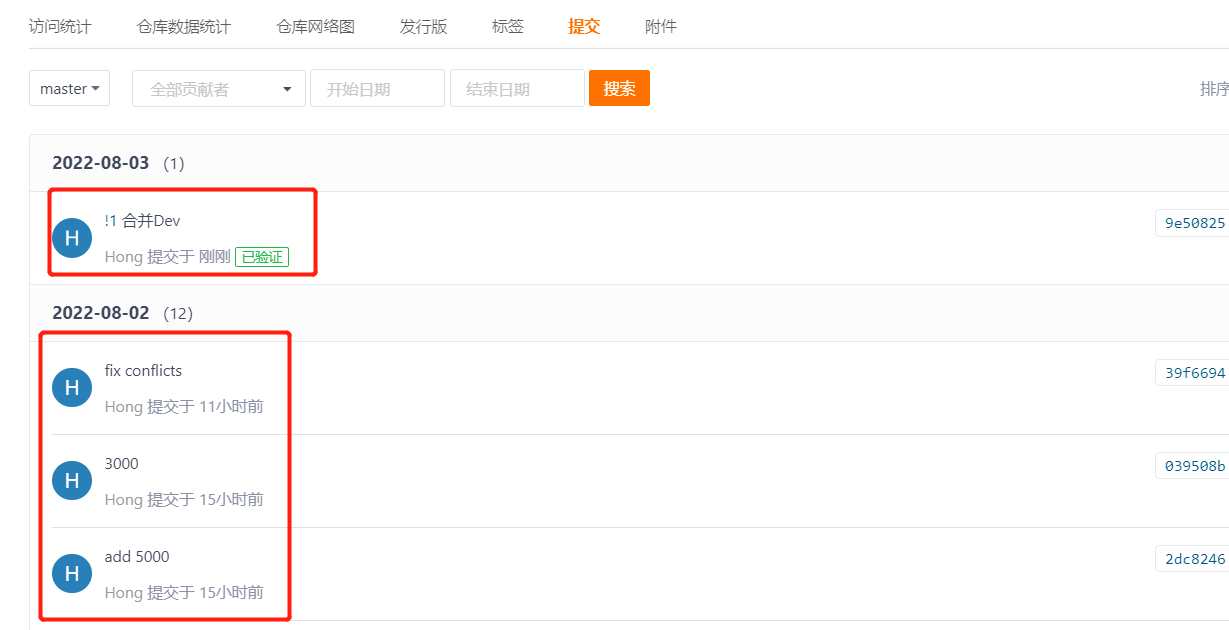 访问统计 仓库数据统计 仓库网络图 发行版 标签 提交 附件
master 全部贡献者 开始日期 结束日期 搜索 排序
2022-08-03 (1)
!1 合并Dev 9e50825
H
Hong 提交于 刚刚 已验证
2022-08-02 (12)
fix conflicts 39f6694
H
Hong 提交于 11小时前
3000 039508b
H
Hong 提交于 15小时前
add 5000 2dc8246
H
Hong 提交于 15小时前